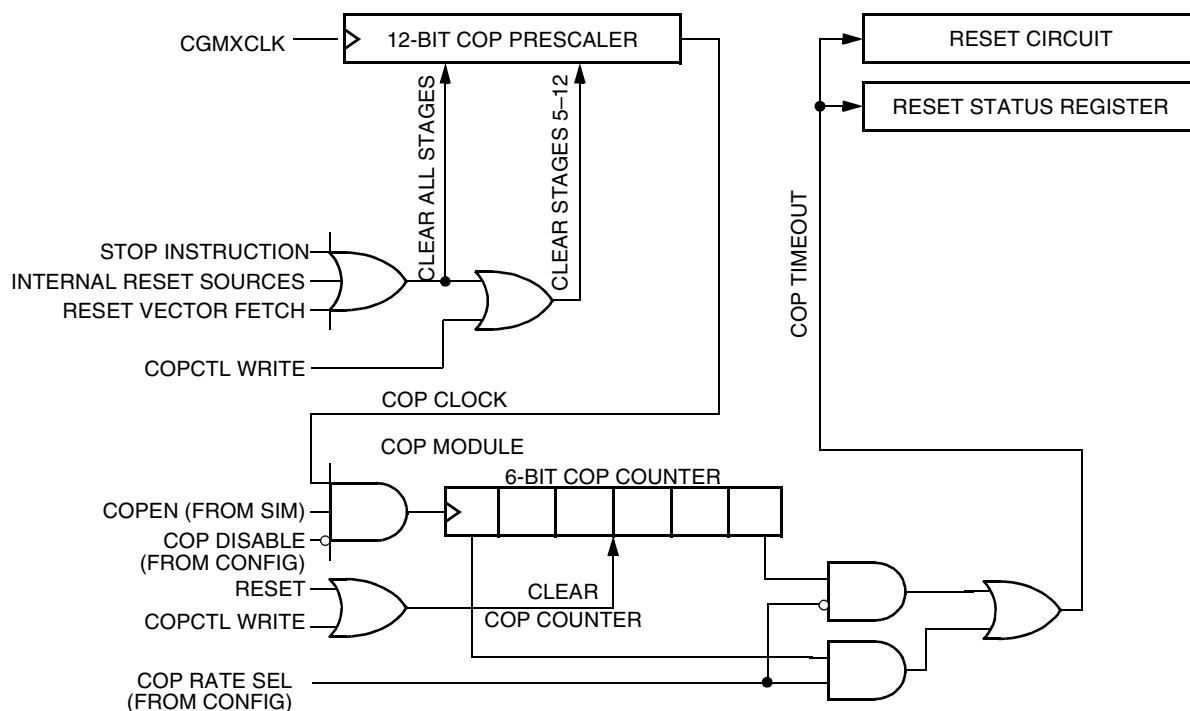 CGMXCLK
12-BIT COP PRESCALER
RESET CIRCUIT
RESET STATUS REGISTER
CLEAR ALL STAGES
CLEAR STAGES 5–12
COP TIMEOUT
STOP INSTRUCTION
INTERNAL RESET SOURCES
RESET VECTOR FETCH
COPCTL WRITE
COP CLOCK
COP MODULE
6-BIT COP COUNTER
COPEN (FROM SIM)
COP DISABLE
(FROM CONFIG)
RESET
COPCTL WRITE
CLEAR
COP COUNTER
COP RATE SEL
(FROM CONFIG)